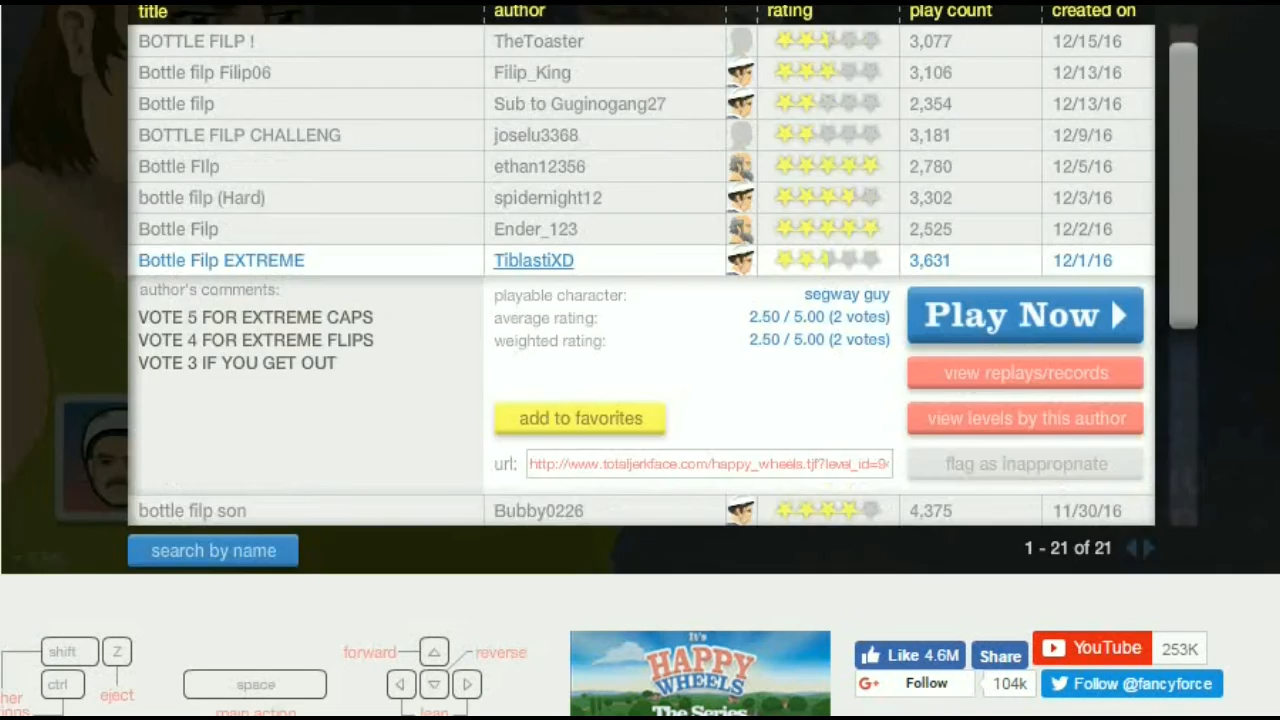 title author rating play count created on
BOTTLE FILP ! TheToaster 3,077 12/15/16
Bottle filp Filip06 Filip_King 3,106 12/13/16
Bottle filp Sub to Guginogang27 2,354 12/13/16
BOTTLE FILP CHALLENG joselu3368 3,181 12/9/16
Bottle FIlp ethan12356 2,780 12/5/16
bottle filp (Hard) spidernight12 3,302 12/3/16
Bottle Filp Ender_123 2,525 12/2/16
Bottle Filp EXTREME TiblastiXD 3,631 12/1/16
author's comments:
VOTE 5 FOR EXTREME CAPS
VOTE 4 FOR EXTREME FLIPS
VOTE 3 IF YOU GET OUT
playable character: segway guy
average rating: 2.50 / 5.00 (2 votes)
weighted rating: 2.50 / 5.00 (2 votes)
add to favorites
url: http://www.totaljerkface.com/happy_wheels.tjf?level_id=9
Play Now
view replays/records
view levels by this author
flag as inappropriate
bottle filp son Bubby0226 4,375 11/30/16
search by name 1 - 21 of 21
shift Z
ctrl eject
space
main action
forward reverse
lean
It's
HAPPY
WHEELS
The Series
Like 4.6M Share YouTube 253K
G+ Follow 104k Follow @fancyforce